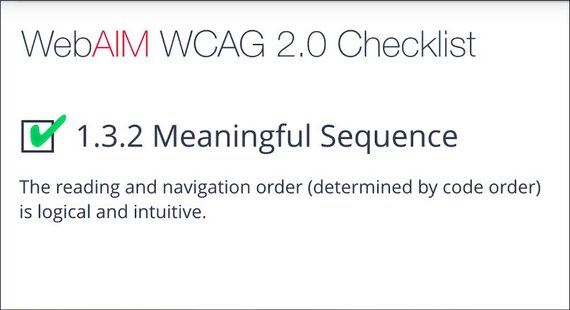 WebAIM WCAG 2.0 Checklist
1.3.2 Meaningful Sequence
The reading and navigation order (determined by code order)
is logical and intuitive.